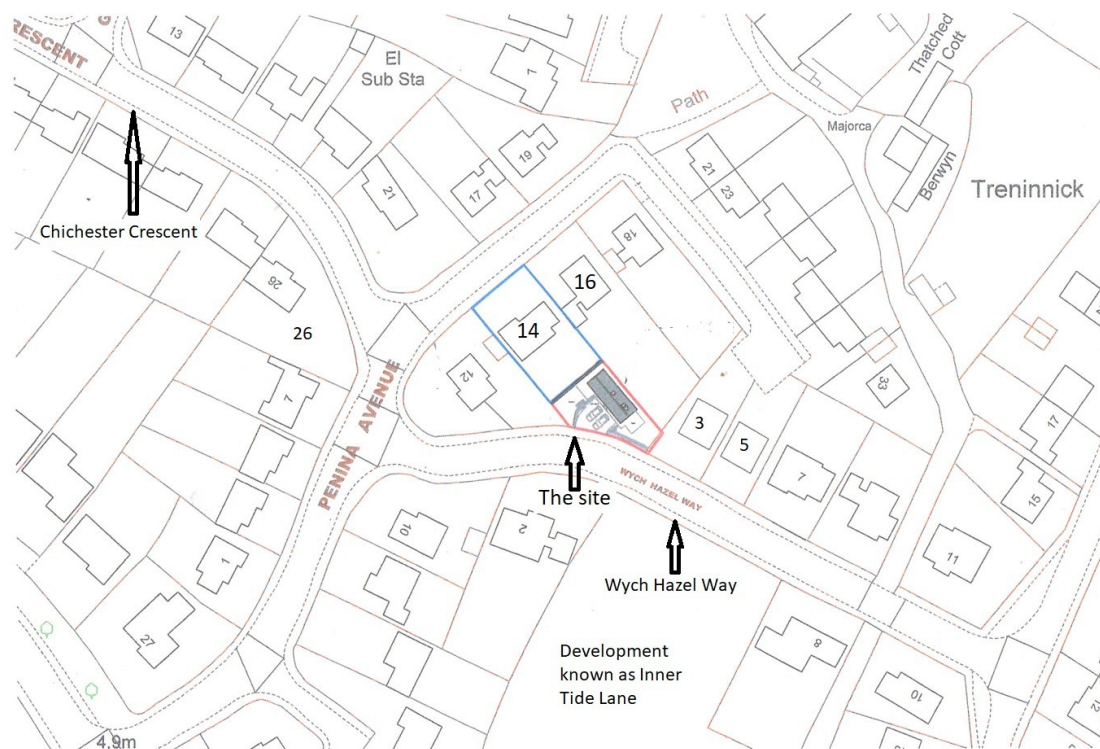 RESCENT
G
13
El
Sub Sta
1
Path
Thatched
Cott
Majorca
Berwyn
Treninnick
Chichester Crescent
21
17
19
21
23
18
16
14
26
26
12
7
33
3
5
7
17
15
PENINA AVENUE
The site
WYCH HAZEL WAY
Wych Hazel Way
10
2
1
27
11
8
10
12
Development
known as Inner
Tide Lane
4.9m